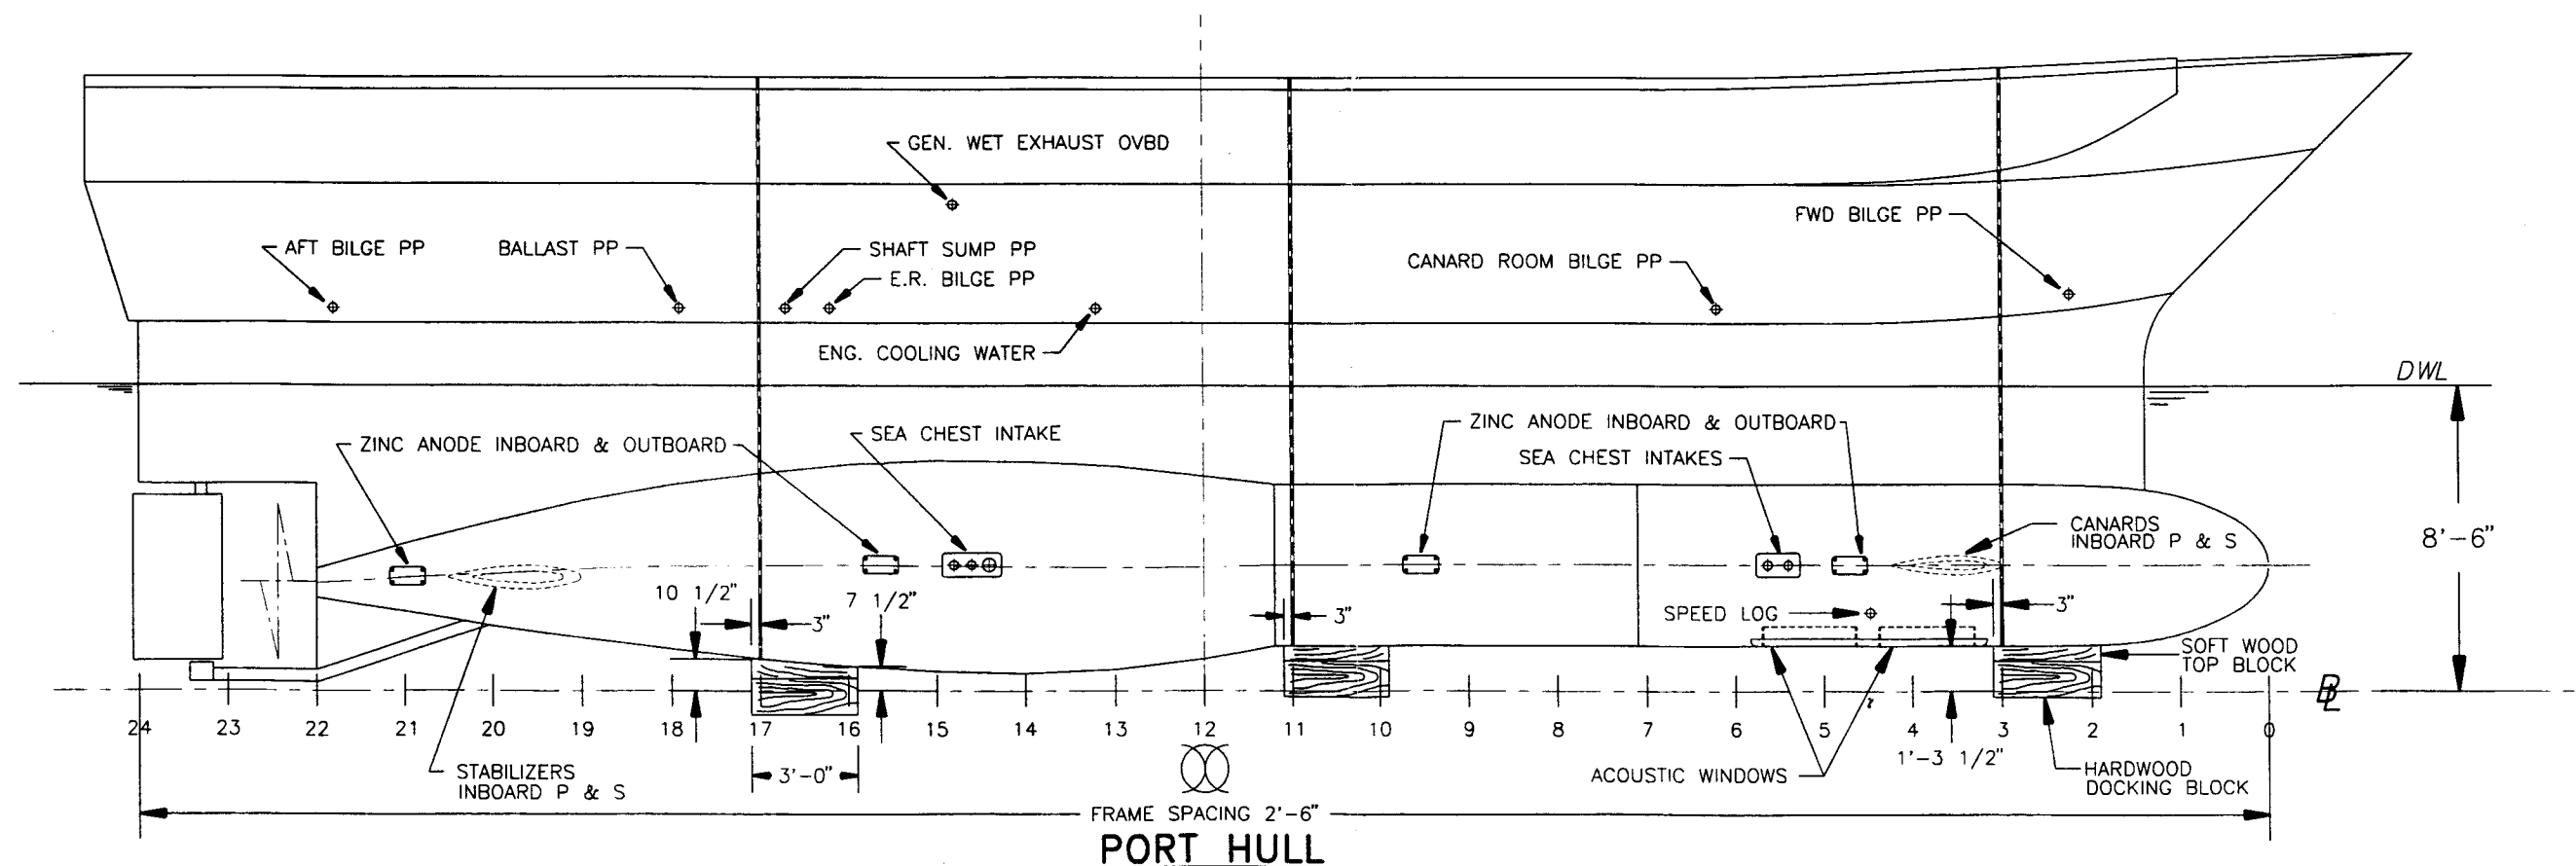 GEN. WET EXHAUST OVBD
FWD BILGE PP
AFT BILGE PP
BALLAST PP
SHAFT SUMP PP
E.R. BILGE PP
CANARD ROOM BILGE PP
ENG. COOLING WATER
DWL
ZINC ANODE INBOARD & OUTBOARD
SEA CHEST INTAKE
ZINC ANODE INBOARD & OUTBOARD
SEA CHEST INTAKES
CANARDS
INBOARD P & S
8'-6"
10 1/2"
7 1/2"
3"
3"
SPEED LOG
3"
SOFT WOOD
TOP BLOCK
BL
24 23 22 21 20 19 18 17 16 15 14 13 12 11 10 9 8 7 6 5 4 3 2 1 0
STABILIZERS
INBOARD P & S
3'-0"
ACOUSTIC WINDOWS
1'-3 1/2"
HARDWOOD
DOCKING BLOCK
FRAME SPACING 2'-6"
PORT HULL